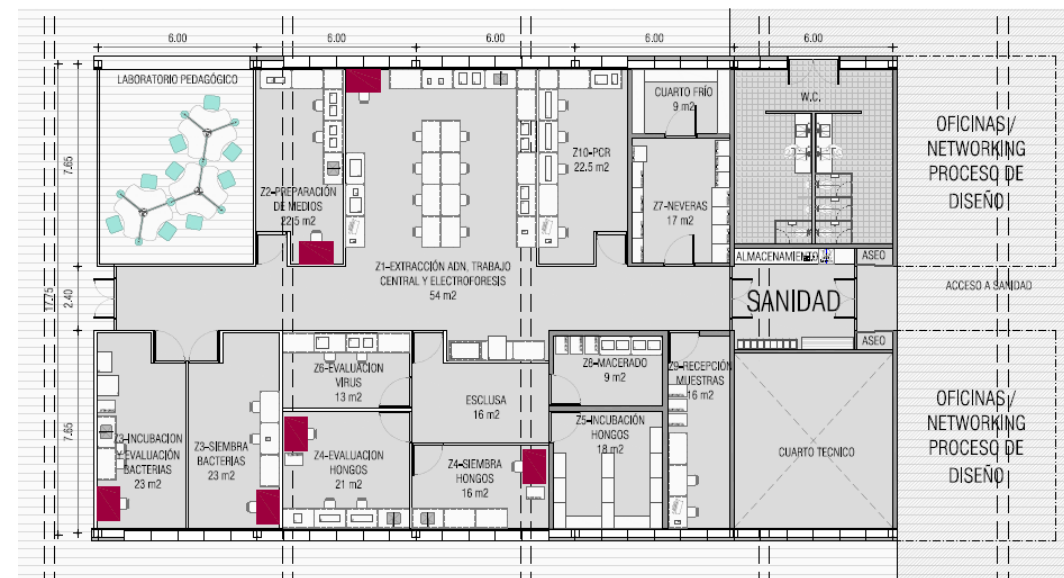 6.00
6.00
6.00
6.00
6.00
LABORATORIO PEDAGÓGICO
CUARTO FRÍO
9 m2
W.C.
OFICINAS /
NETWORKING
PROCESO DE
DISEÑO
7.65
Z10-PCR
22.5 m2
Z2-PREPARACIÓN
DE MEDIOS
22.5 m2
Z7-NEVERAS
17 m2
Z1-EXTRACCIÓN ADN, TRABAJO
CENTRAL Y ELECTROFORESIS
54 m2
ALMACENAMIENTO
ASEO
17.75
2.40
SANIDAD
ACCESO A SANIDAD
ASEO
Z6-EVALUACION
VIRUS
13 m2
Z8-MACERADO
9 m2
Z9-RECEPCIÓN
MUESTRAS
16 m2
ESCLUSA
16 m2
OFICINAS /
NETWORKING
PROCESO DE
DISEÑO
7.65
Z3-INCUBACION
Y EVALUACIÓN
BACTERIAS
23 m2
Z3-SIEMBRA
BACTERIAS
23 m2
Z4-EVALUACION
HONGOS
21 m2
Z4-SIEMBRA
HONGOS
16 m2
Z5-INCUBACIÓN
HONGOS
18 m2
CUARTO TECNICO